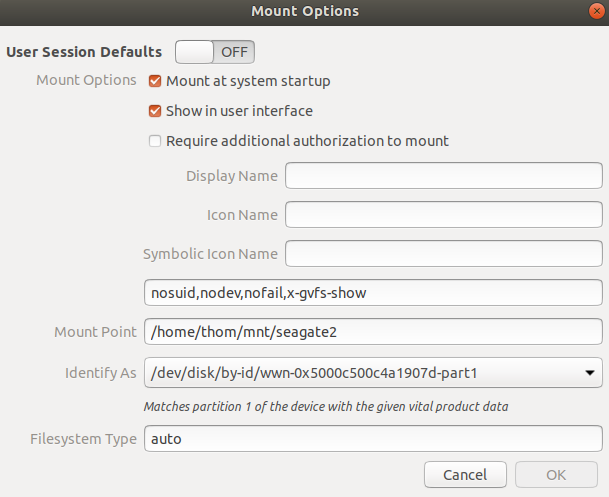 Mount Options
User Session Defaults OFF
Mount Options Mount at system startup
Show in user interface
Require additional authorization to mount
Display Name
Icon Name
Symbolic Icon Name
nosuid,nodev,nofail,x-gvfs-show
Mount Point /home/thom/mnt/seagate2
Identify As /dev/disk/by-id/wwn-0x5000c500c4a1907d-part1
Matches partition 1 of the device with the given vital product data
Filesystem Type auto
Cancel OK